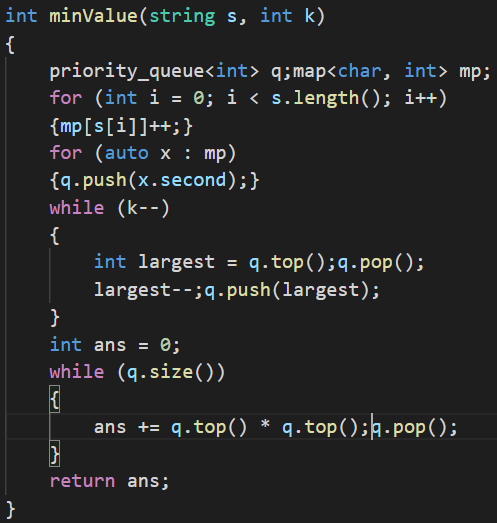 int minValue(string s, int k)
{
    priority_queue<int> q;map<char, int> mp;
    for (int i = 0; i < s.length(); i++)
    {mp[s[i]]++;}
    for (auto x : mp)
    {q.push(x.second);}
    while (k--)
    {
        int largest = q.top();q.pop();
        largest--;q.push(largest);
    }
    int ans = 0;
    while (q.size())
    {
        ans += q.top() * q.top();q.pop();
    }
    return ans;
}